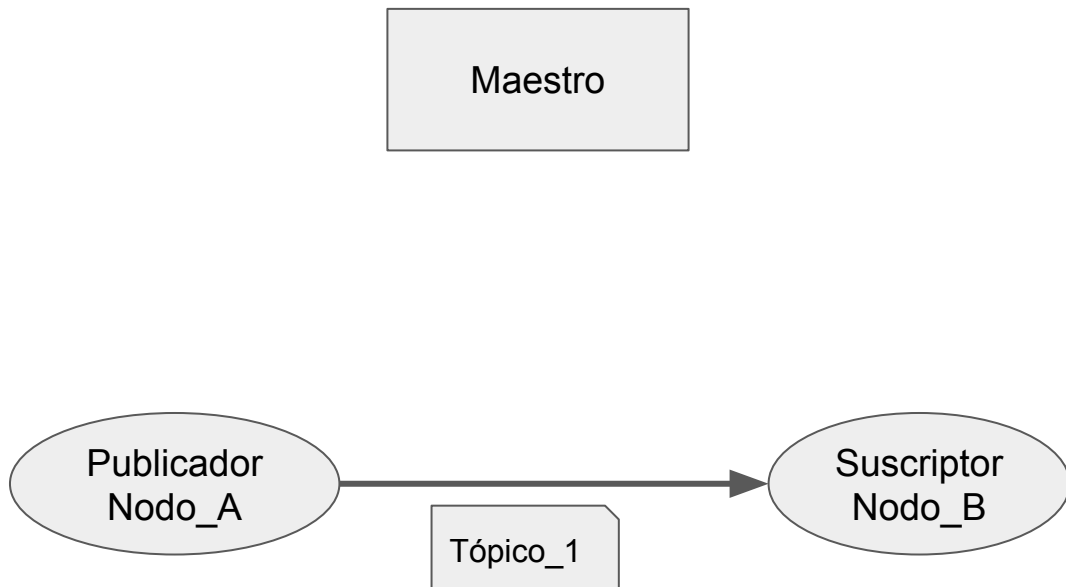 Maestro
Publicador
Nodo_A
Suscriptor
Nodo_B
Tópico_1